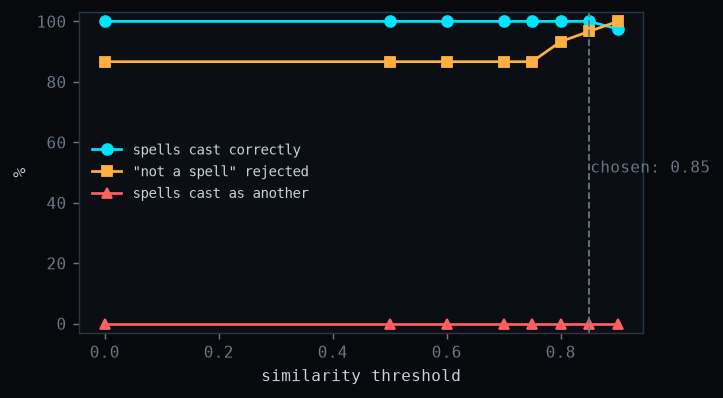 100
80
60
40
20
0
%
spells cast correctly
"not a spell" rejected
spells cast as another
chosen: 0.85
0.0 0.2 0.4 0.6 0.8
similarity threshold